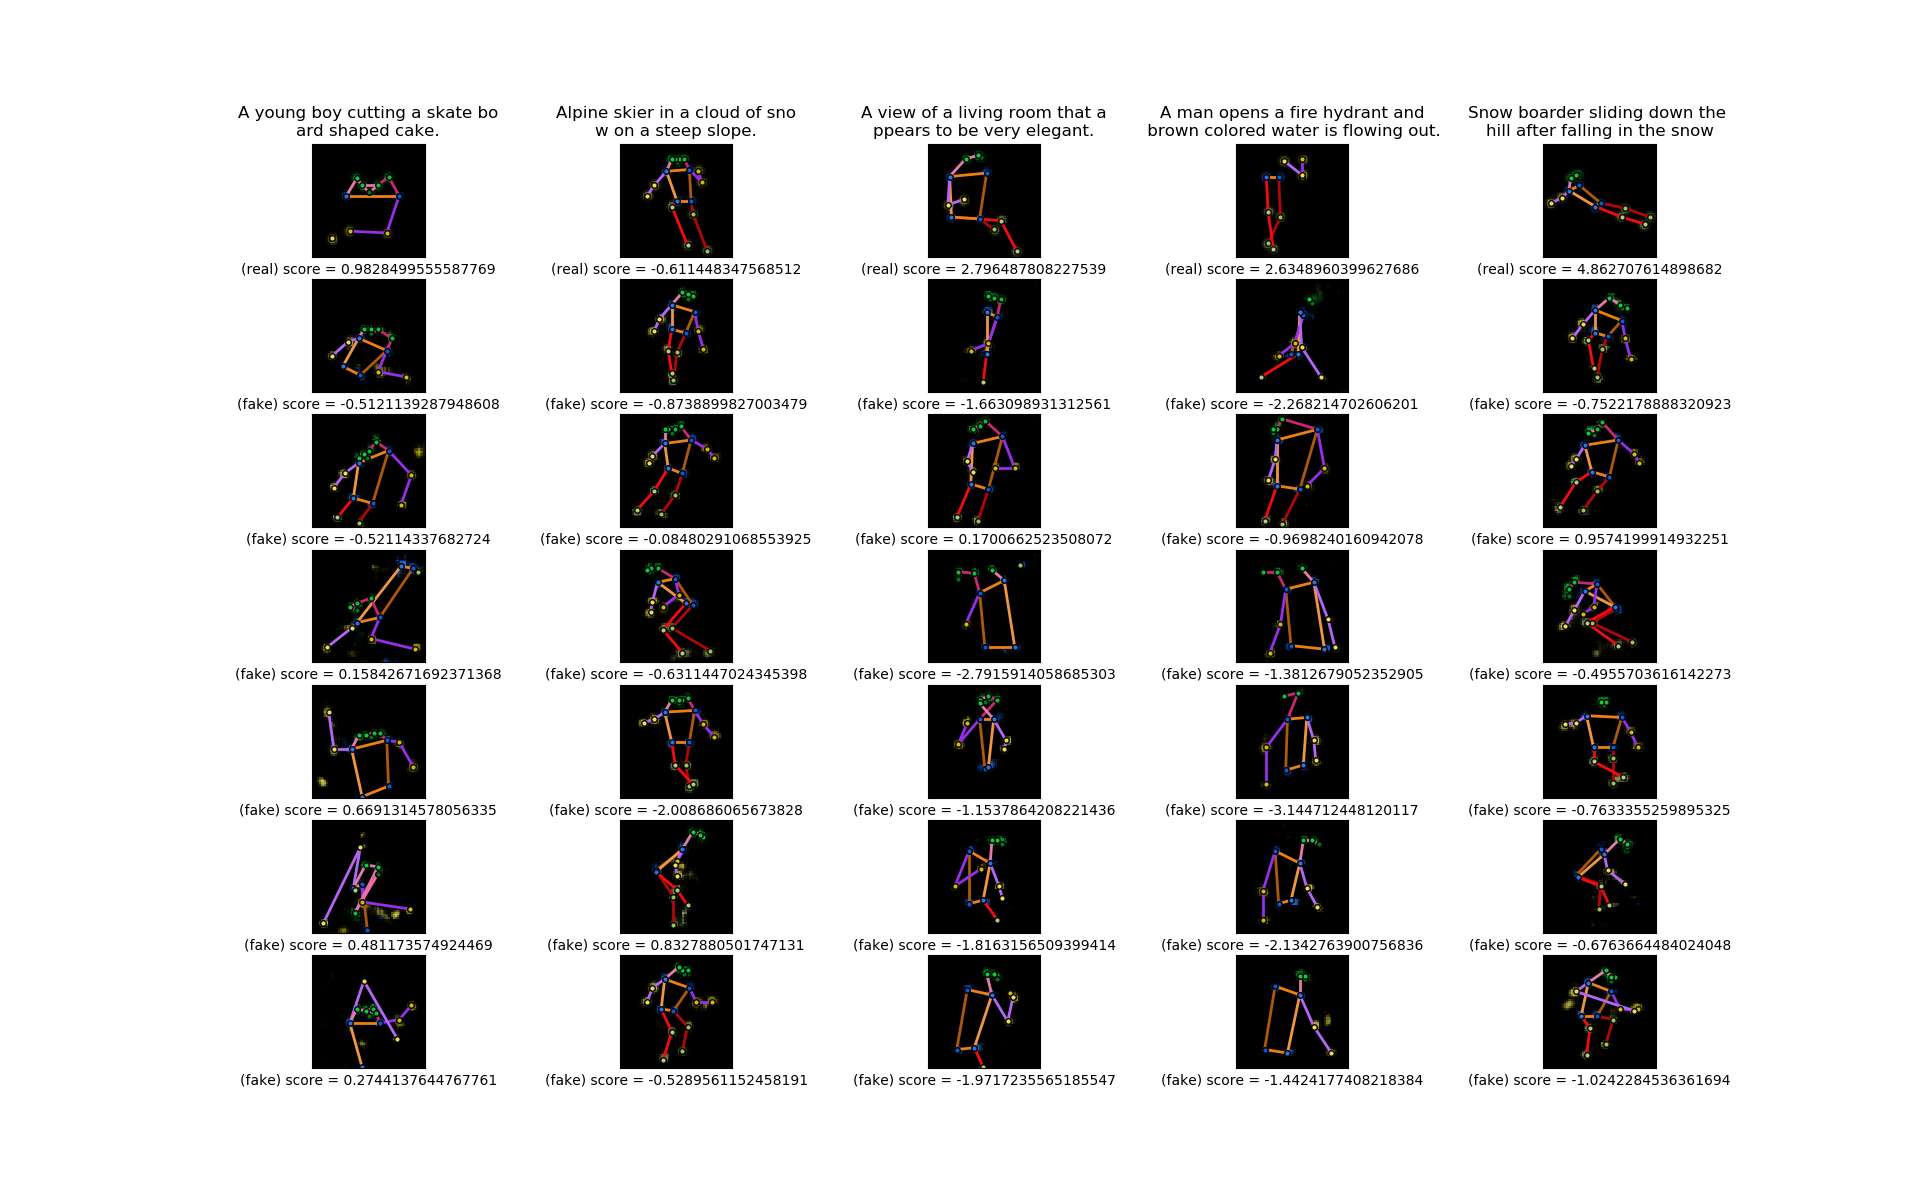 A young boy cutting a skate bo
ard shaped cake.
Alpine skier in a cloud of sno
w on a steep slope.
A view of a living room that a
ppears to be very elegant.
A man opens a fire hydrant and
brown colored water is flowing out.
Snow boarder sliding down the
hill after falling in the snow
(real) score = 0.9828499555587769
(real) score = -0.611448347568512
(real) score = 2.796487808227539
(real) score = 2.6348960399627686
(real) score = 4.862707614898682
(fake) score = -0.5121139287948608
(fake) score = -0.8738899827003479
(fake) score = -1.663098931312561
(fake) score = -2.268214702606201
(fake) score = -0.7522178888320923
(fake) score = -0.52114337682724
(fake) score = -0.08480291068553925
(fake) score = 0.1700662523508072
(fake) score = -0.9698240160942078
(fake) score = 0.9574199914932251
(fake) score = 0.15842671692371368
(fake) score = -0.6311447024345398
(fake) score = -2.7915914058685303
(fake) score = -1.3812679052352905
(fake) score = -0.4955703616142273
(fake) score = 0.6691314578056335
(fake) score = -2.008686065673828
(fake) score = -1.1537864208221436
(fake) score = -3.144712448120117
(fake) score = -0.7633355259895325
(fake) score = 0.481173574924469
(fake) score = 0.8327880501747131
(fake) score = -1.8163156509399414
(fake) score = -2.1342763900756836
(fake) score = -0.6763664484024048
(fake) score = 0.2744137644767761
(fake) score = -0.5289561152458191
(fake) score = -1.9717235565185547
(fake) score = -1.4424177408218384
(fake) score = -1.0242284536361694